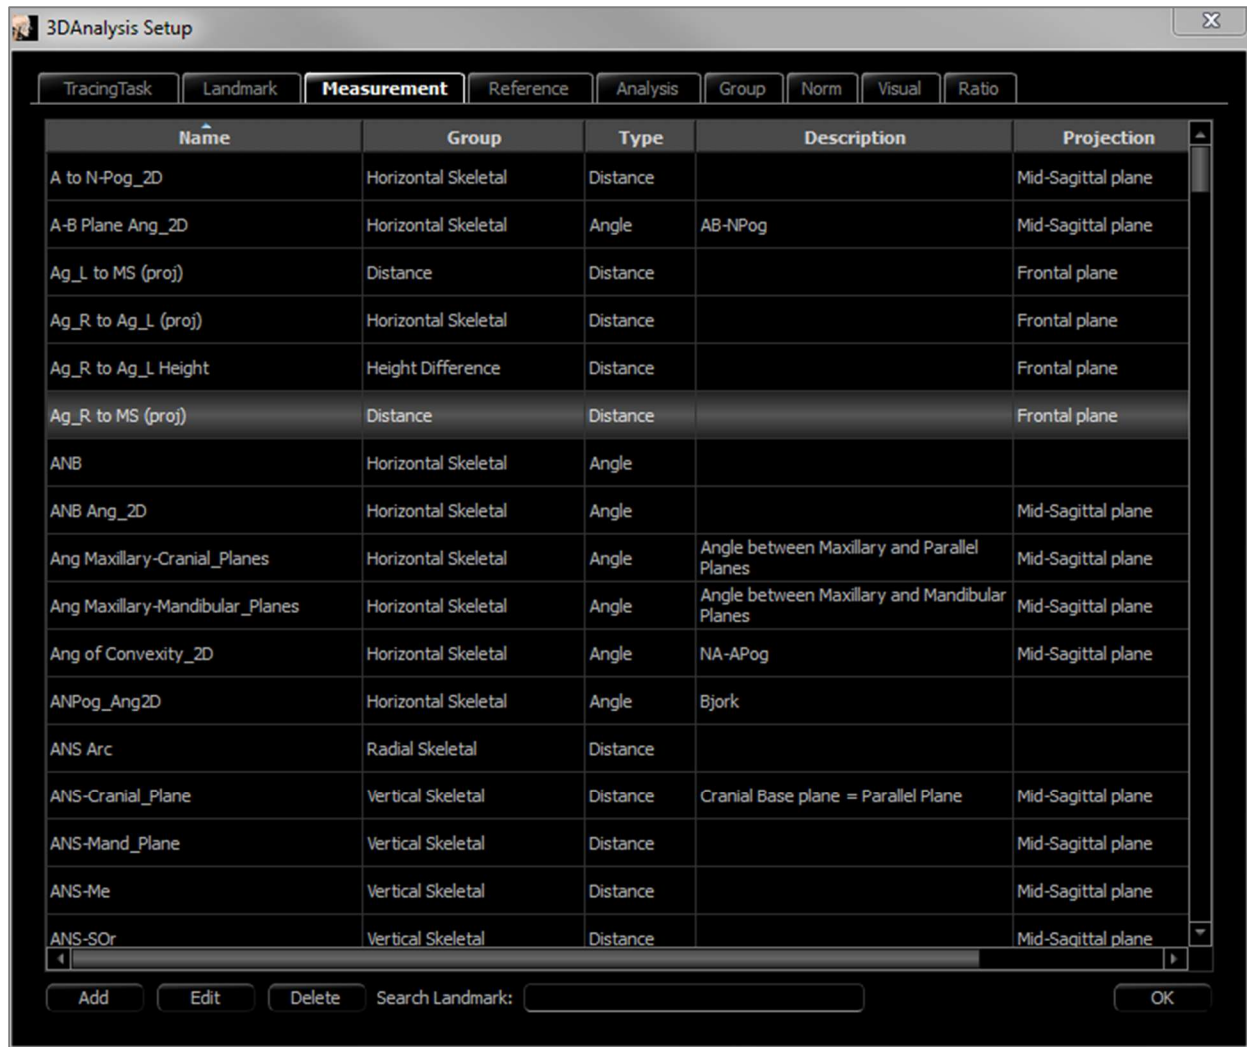 3DAnalysis Setup
TracingTask Landmark Measurement Reference Analysis Group Norm Visual Ratio
Name Group Type Description Projection
A to N-Pog_2D Horizontal Skeletal Distance Mid-Sagittal plane
A-B Plane Ang_2D Horizontal Skeletal Angle AB-NPog Mid-Sagittal plane
Ag_L to MS (proj) Distance Distance Frontal plane
Ag_R to Ag_L (proj) Horizontal Skeletal Distance Frontal plane
Ag_R to Ag_L Height Height Difference Distance Frontal plane
Ag_R to MS (proj) Distance Distance Frontal plane
ANB Horizontal Skeletal Angle
ANB Ang_2D Horizontal Skeletal Angle Mid-Sagittal plane
Ang Maxillary-Cranial_Planes Horizontal Skeletal Angle Angle between Maxillary and Parallel Planes Mid-Sagittal plane
Ang Maxillary-Mandibular_Planes Horizontal Skeletal Angle Angle between Maxillary and Mandibular Planes Mid-Sagittal plane
Ang of Convexity_2D Horizontal Skeletal Angle NA-APog Mid-Sagittal plane
ANPog_Ang2D Horizontal Skeletal Angle Bjork
ANS Arc Radial Skeletal Distance
ANS-Cranial_Plane Vertical Skeletal Distance Cranial Base plane = Parallel Plane Mid-Sagittal plane
ANS-Mand_Plane Vertical Skeletal Distance Mid-Sagittal plane
ANS-Me Vertical Skeletal Distance Mid-Sagittal plane
ANS-SOr Vertical Skeletal Distance Mid-Sagittal plane
Add Edit Delete Search Landmark: OK